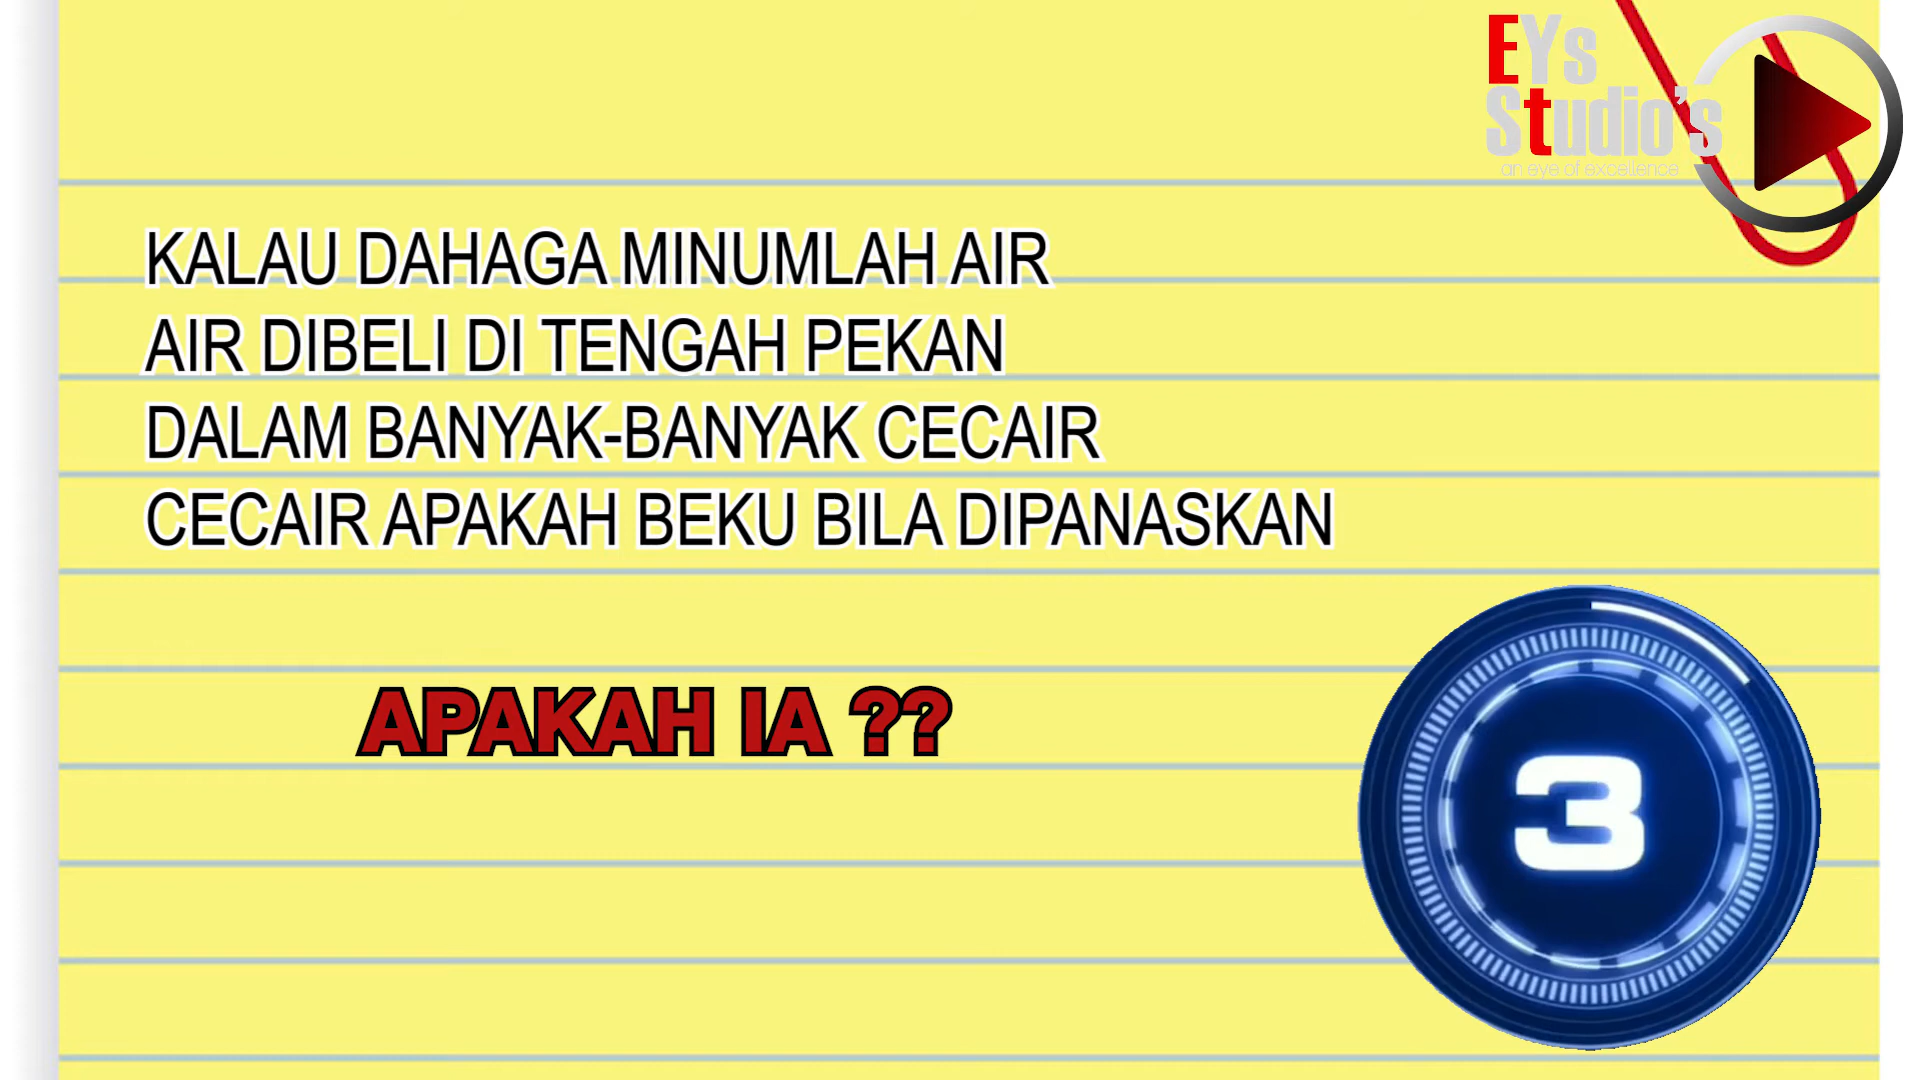 EYs
Studio's
an eye of excellence
KALAU DAHAGA MINUMLAH AIR
AIR DIBELI DI TENGAH PEKAN
DALAM BANYAK-BANYAK CECAIR
CECAIR APAKAH BEKU BILA DIPANASKAN
APAKAH IA ??
3